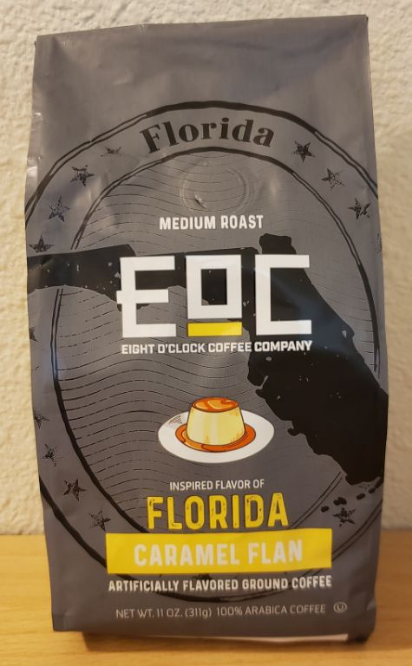 Florida
MEDIUM ROAST
EOC
EIGHT O'CLOCK COFFEE COMPANY
INSPIRED FLAVOR OF
FLORIDA
CARAMEL FLAN
ARTIFICIALLY FLAVORED GROUND COFFEE
NET WT. 11 OZ. (311g) 100% ARABICA COFFEE Ⓤ